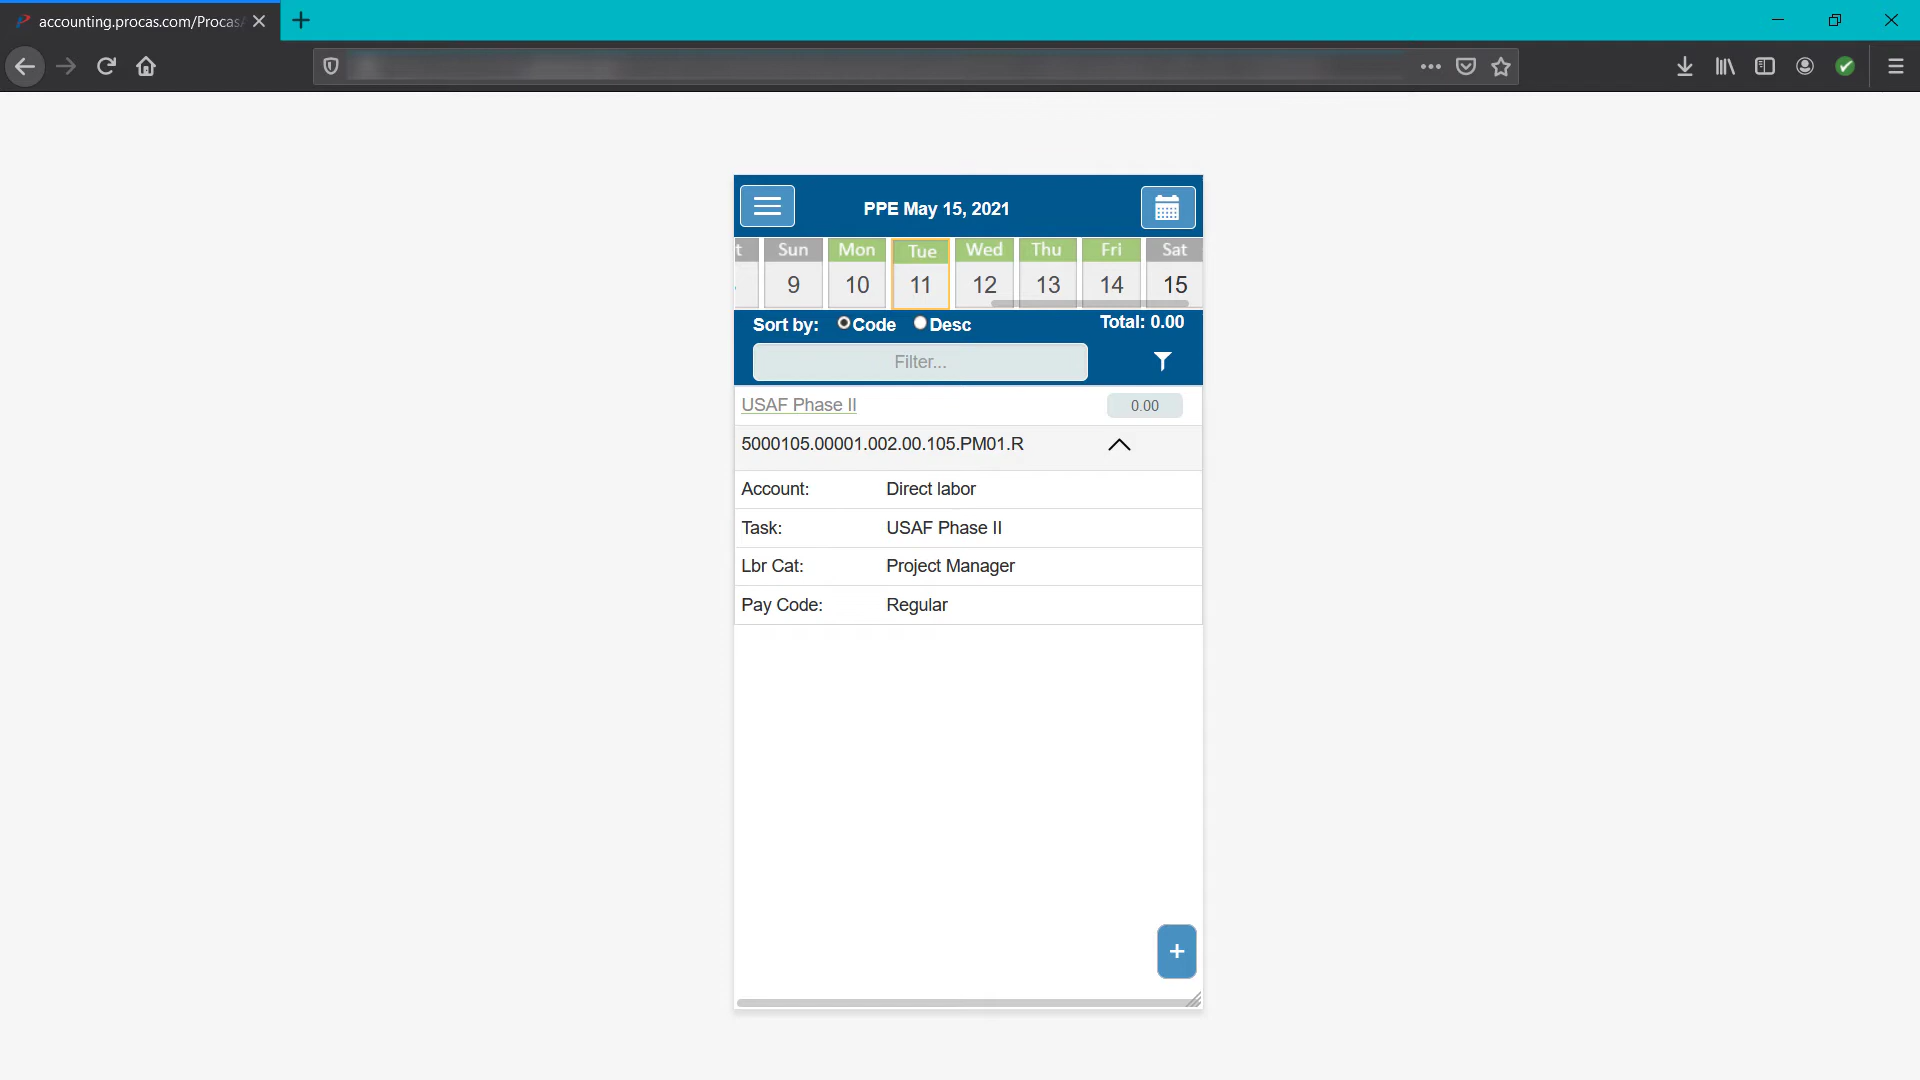 accounting.procas.com/Procas
PPE May 15, 2021
t Sun Mon Tue Wed Thu Fri Sat
9 10 11 12 13 14 15
Sort by: Code Desc Total: 0.00
Filter...
USAF Phase II 0.00
5000105.00001.002.00.105.PM01.R
Account: Direct labor
Task: USAF Phase II
Lbr Cat: Project Manager
Pay Code: Regular
+